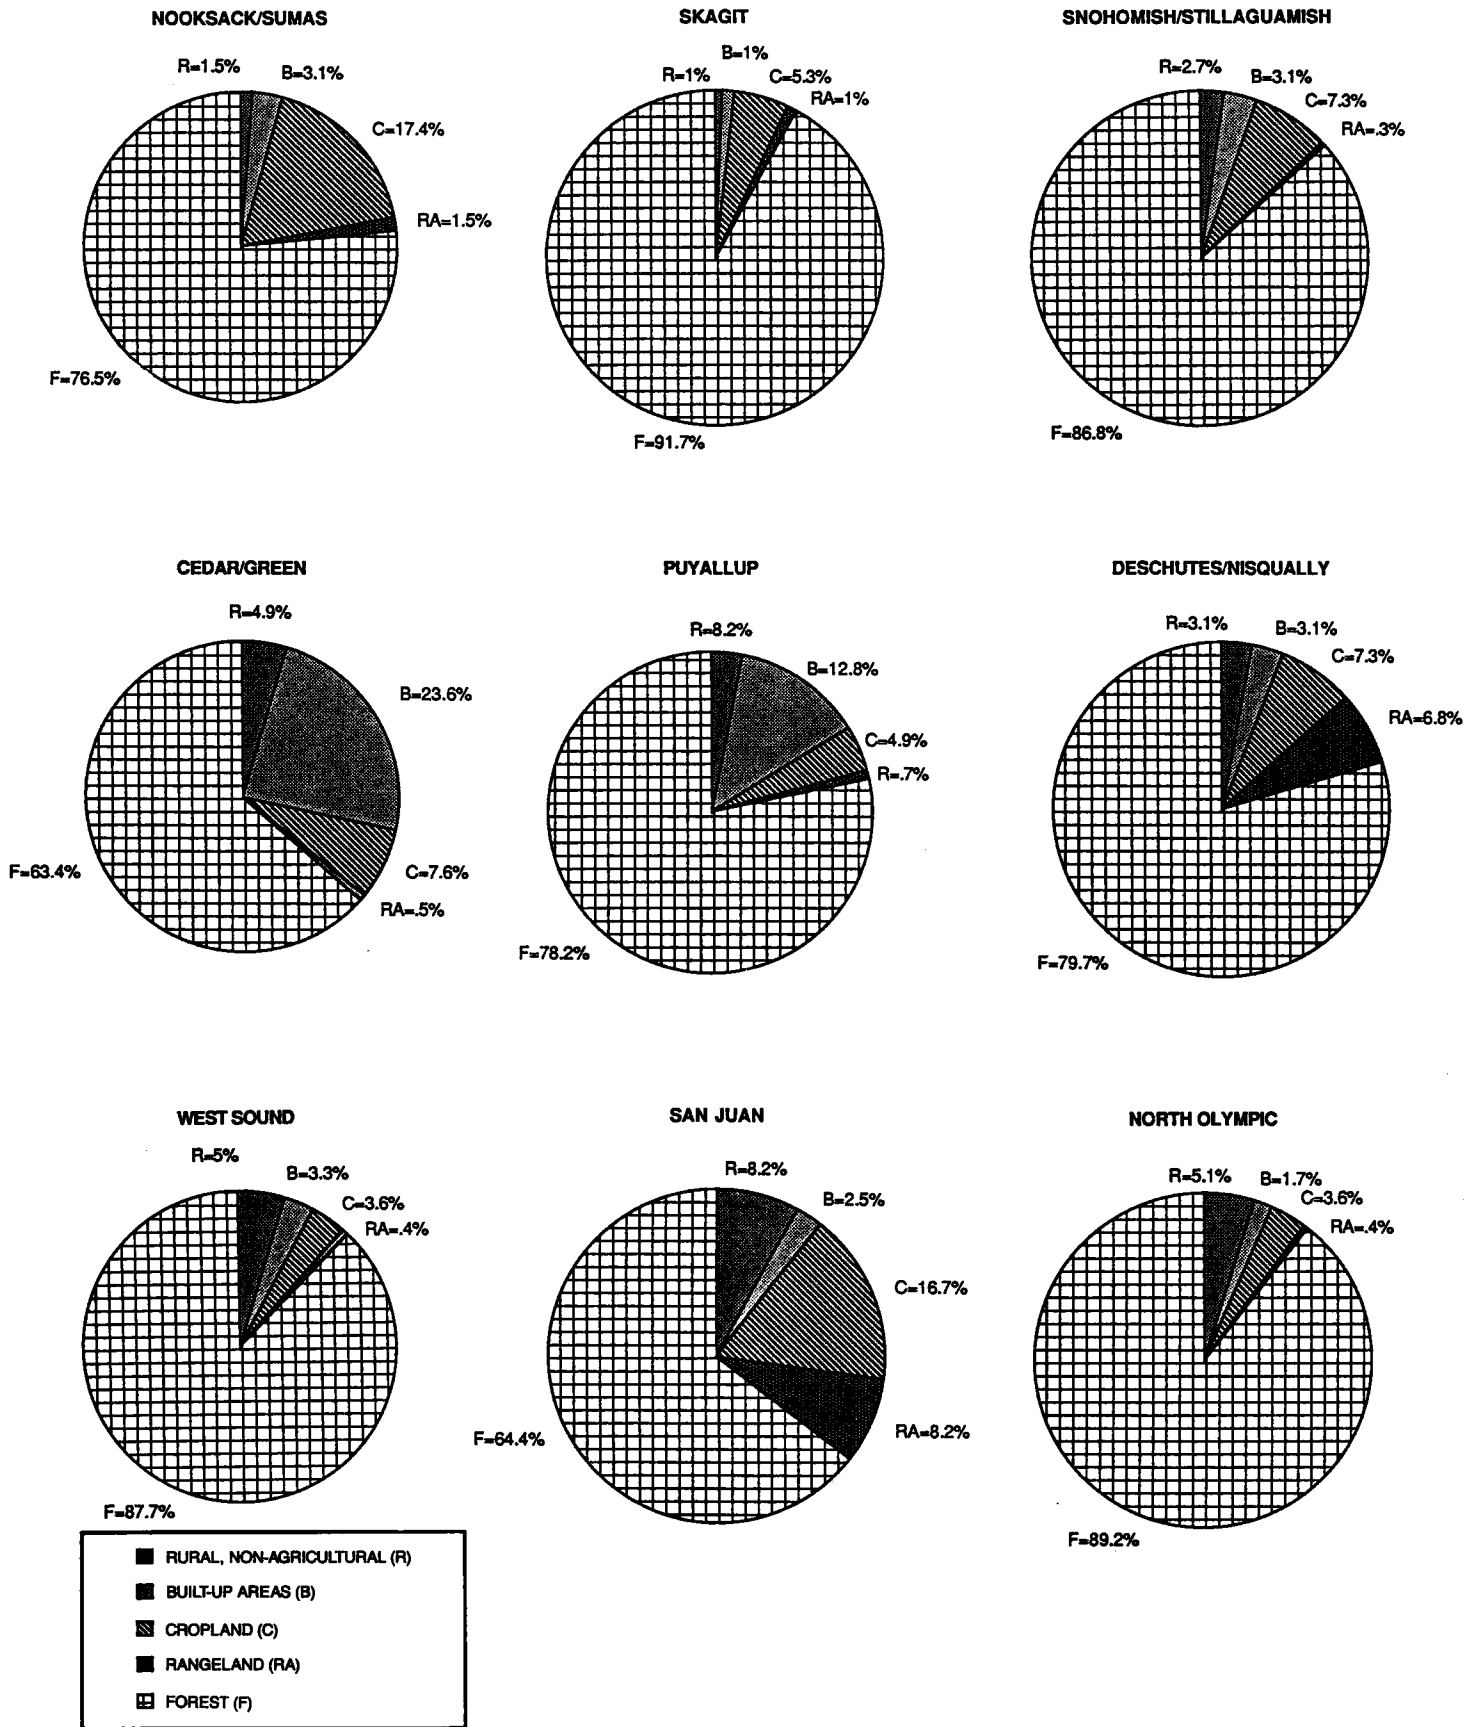 NOOKSACK/SUMAS
R=1.5%
B=3.1%
C=17.4%
RA=1.5%
F=76.5%
SKAGIT
B=1%
R=1%
C=5.3%
RA=1%
F=91.7%
SNOHOMISH/STILLAGUAMISH
R=2.7%
B=3.1%
C=7.3%
RA=.3%
F=86.8%
CEDAR/GREEN
R=4.9%
B=23.6%
C=7.6%
RA=.5%
F=63.4%
PUYALLUP
R=8.2%
B=12.8%
C=4.9%
R=.7%
F=78.2%
DESCHUTES/NISQUALLY
R=3.1%
B=3.1%
C=7.3%
RA=6.8%
F=79.7%
WEST SOUND
R=5%
B=3.3%
C=3.6%
RA=.4%
F=87.7%
SAN JUAN
R=8.2%
B=2.5%
C=16.7%
RA=8.2%
F=64.4%
NORTH OLYMPIC
R=5.1%
B=1.7%
C=3.6%
RA=.4%
F=89.2%
RURAL, NON-AGRICULTURAL (R)
BUILT-UP AREAS (B)
CROPLAND (C)
RANGELAND (RA)
FOREST (F)